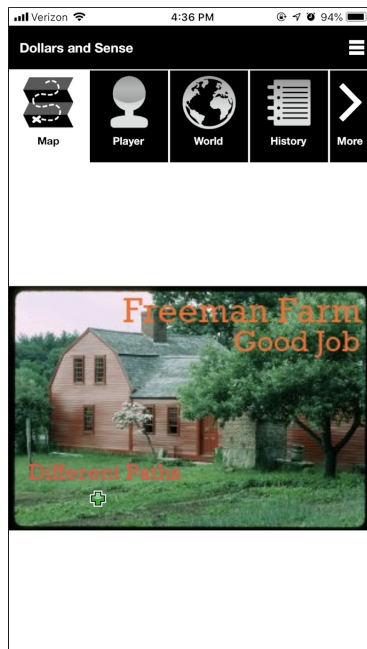 Verizon 4:36 PM 94%
Dollars and Sense
Map Player World History More
Freeman Farm
Good Job
Different Paths